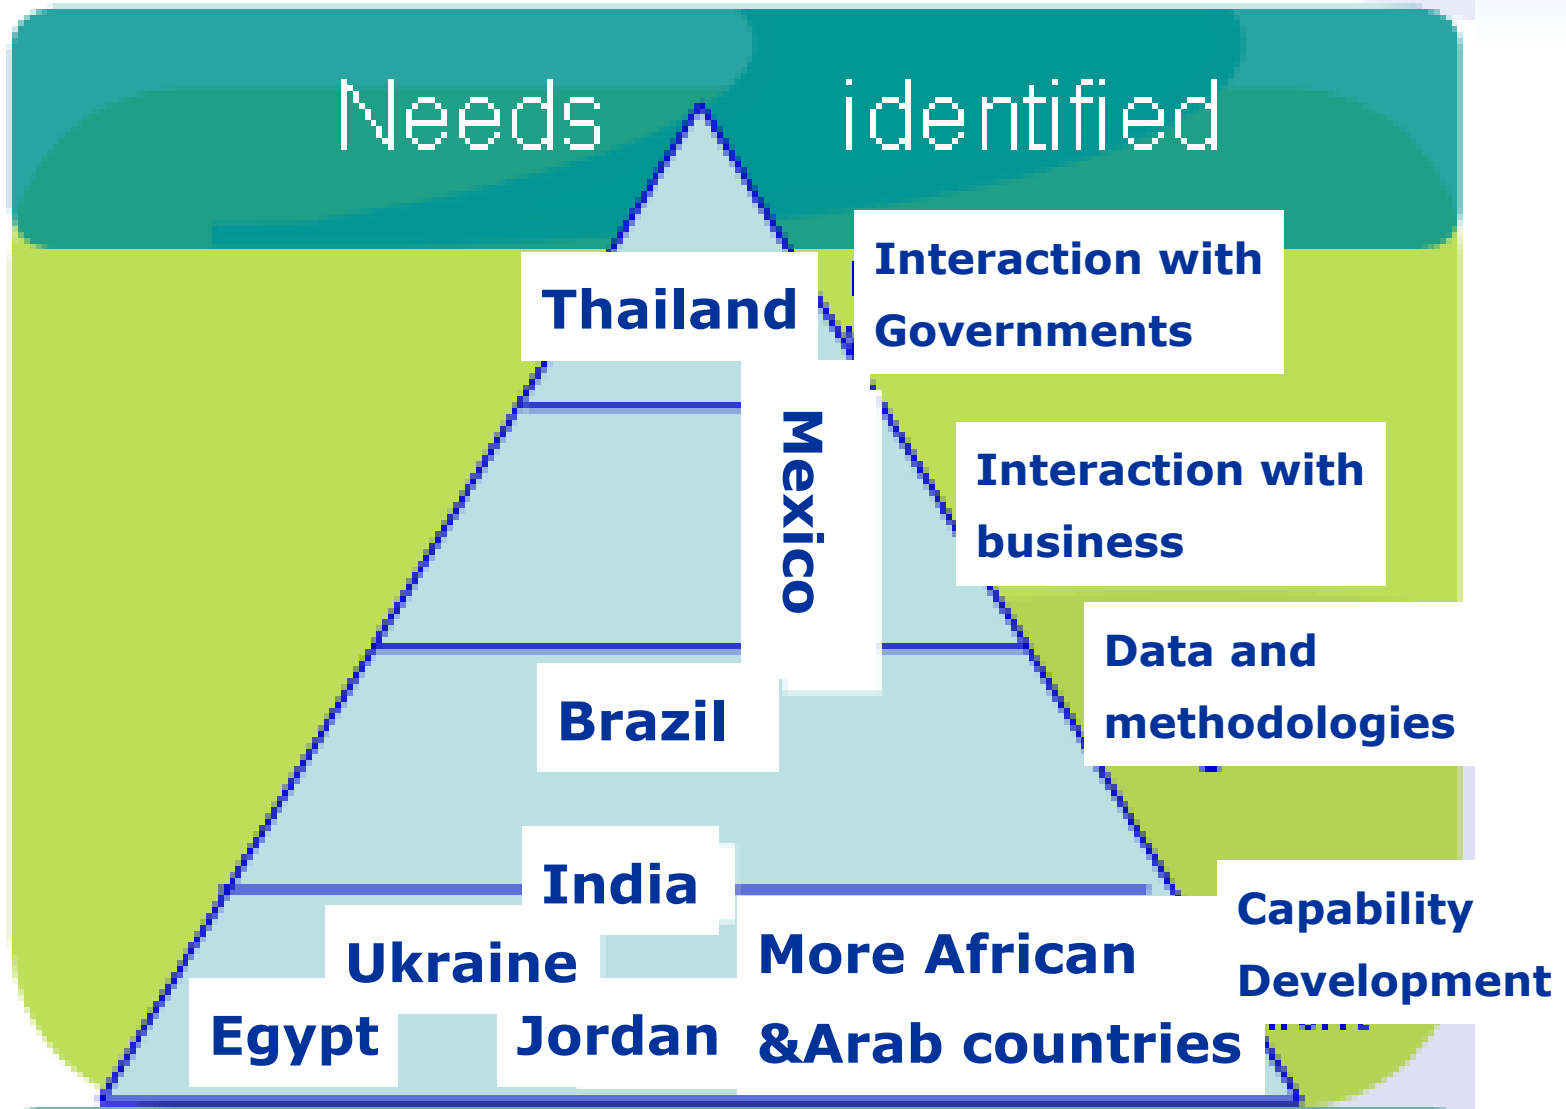 Needs identified
Interaction with
Governments
Thailand
Mexico
Interaction with
business
Data and
methodologies
Brazil
India
Capability
Development
Ukraine
More African
&Arab countries
Egypt
Jordan